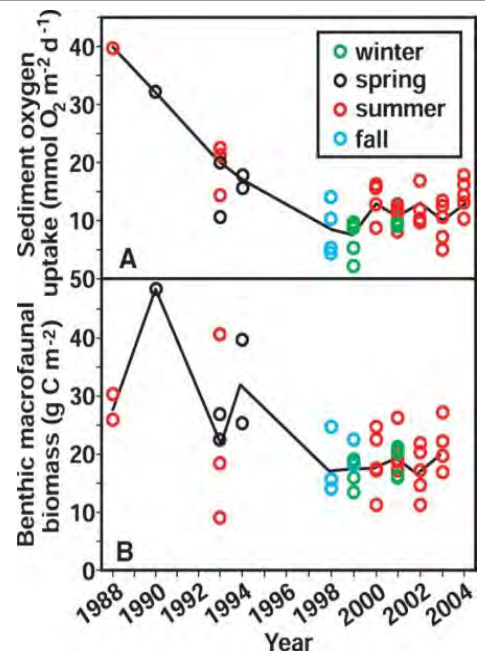 Sediment oxygen
uptake (mmol O2 m-2 d-1)
40
30
20
10
winter
spring
summer
fall
A
Benthic macrofaunal
biomass (g C m-2)
50
40
30
20
10
0
B
1988
1990
1992
1994
1996
1998
2000
2002
2004
Year